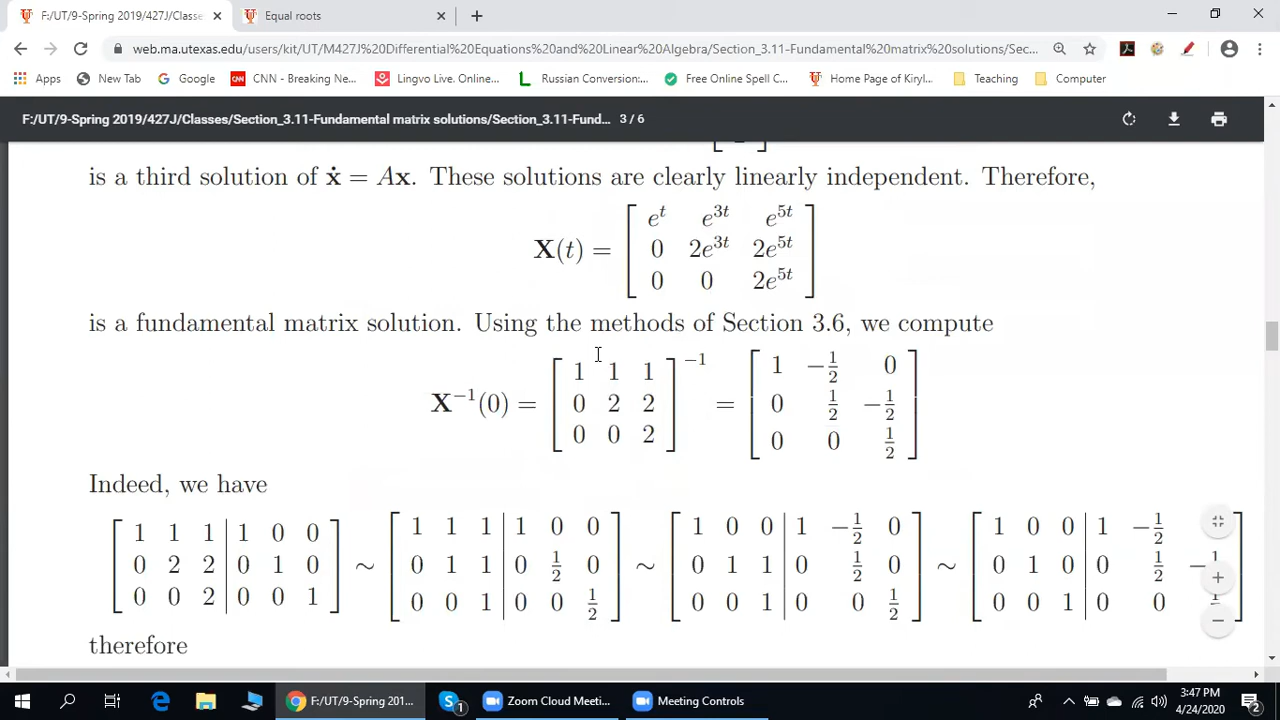 F:/UT/9-Spring 2019/427J/Classe
Equal roots
web.ma.utexas.edu/users/kit/UT/M427J%20Differential%20Equations%20and%20Linear%20Algebra/Section_3.11-Fundamental%20matrix%20solutions/Sec...
Apps New Tab Google CNN - Breaking Ne... Lingvo Live. Online... Russian Conversion:... Free Online Spell C... Home Page of Kiryl... Teaching Computer
F:/UT/9-Spring 2019/427J/Classes/Section_3.11-Fundamental matrix solutions/Section_3.11-Fund... 3 / 6
is a third solution of ẋ = Ax. These solutions are clearly linearly independent. Therefore,
X(t) = [ e^t e^{3t} e^{5t}
0 2e^{3t} 2e^{5t}
0 0 2e^{5t} ]
is a fundamental matrix solution. Using the methods of Section 3.6, we compute
X^{−1}(0) = [ 1 1 1 ; 0 2 2 ; 0 0 2 ]^{−1} = [ 1 −1/2 0 ; 0 1/2 −1/2 ; 0 0 1/2 ]
Indeed, we have
[ 1 1 1 | 1 0 0 ; 0 2 2 | 0 1 0 ; 0 0 2 | 0 0 1 ] ~ [ 1 1 1 | 1 0 0 ; 0 1 1 | 0 1/2 0 ; 0 0 1 | 0 0 1/2 ] ~ [ 1 0 0 | 1 −1/2 0 ; 0 1 1 | 0 1/2 0 ; 0 0 1 | 0 0 1/2 ] ~ [ 1 0 0 | 1 −1/2 ; 0 1 0 | 0 1/2 − ; 0 0 1 | 0 0 ]
therefore
F:/UT/9-Spring 201... Zoom Cloud Meeti... Meeting Controls
1
3:47 PM
4/24/2020
2